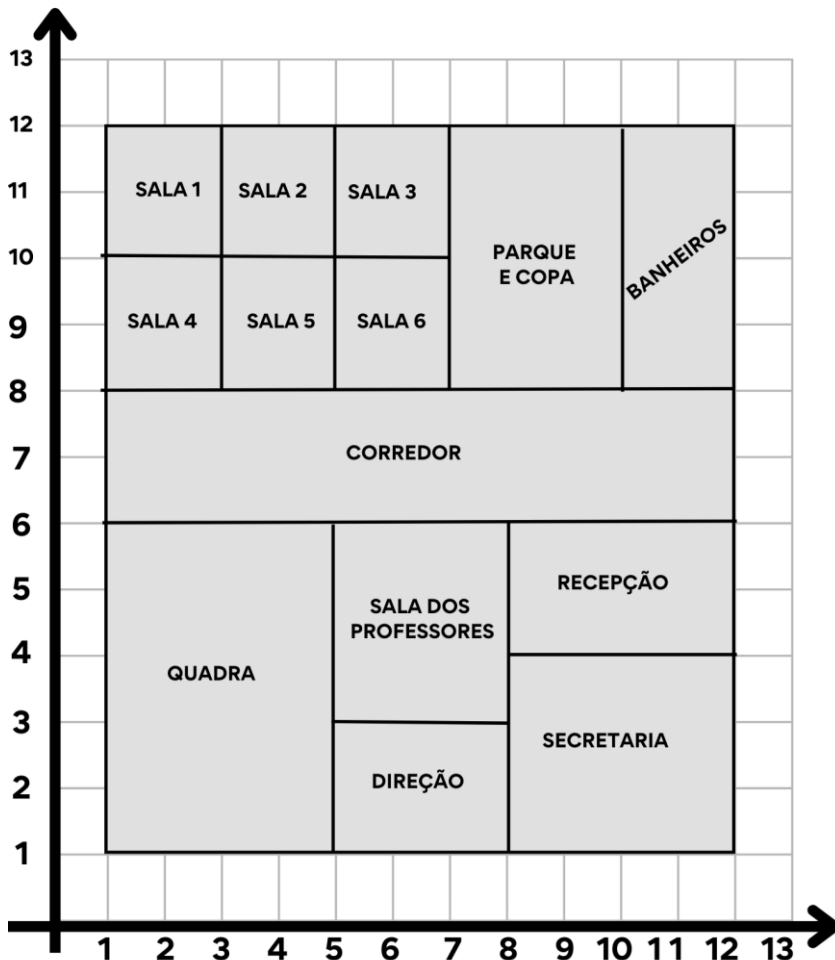 13
12
11
10
9
8
7
6
5
4
3
2
1
SALA 1 SALA 2 SALA 3
PARQUE
E COPA
BANHEIROS
SALA 4 SALA 5 SALA 6
CORREDOR
RECEPÇÃO
SALA DOS
PROFESSORES
QUADRA
SECRETARIA
DIREÇÃO
1 2 3 4 5 6 7 8 9 10 11 12 13